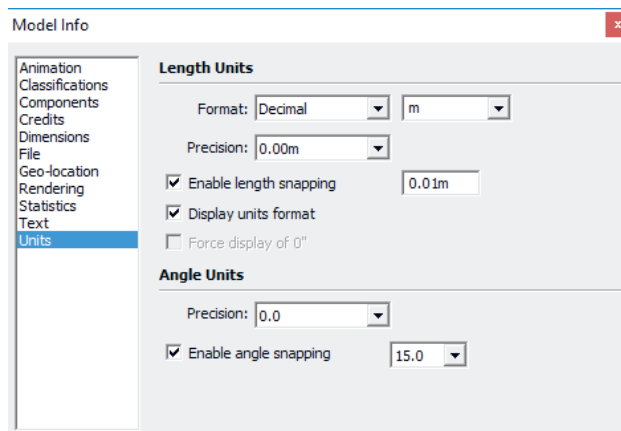 Model Info
Animation
Classifications
Components
Credits
Dimensions
File
Geo-location
Rendering
Statistics
Text
Units
Length Units
Format: Decimal m
Precision: 0.00m
Enable length snapping 0.01m
Display units format
Force display of 0"
Angle Units
Precision: 0.0
Enable angle snapping 15.0